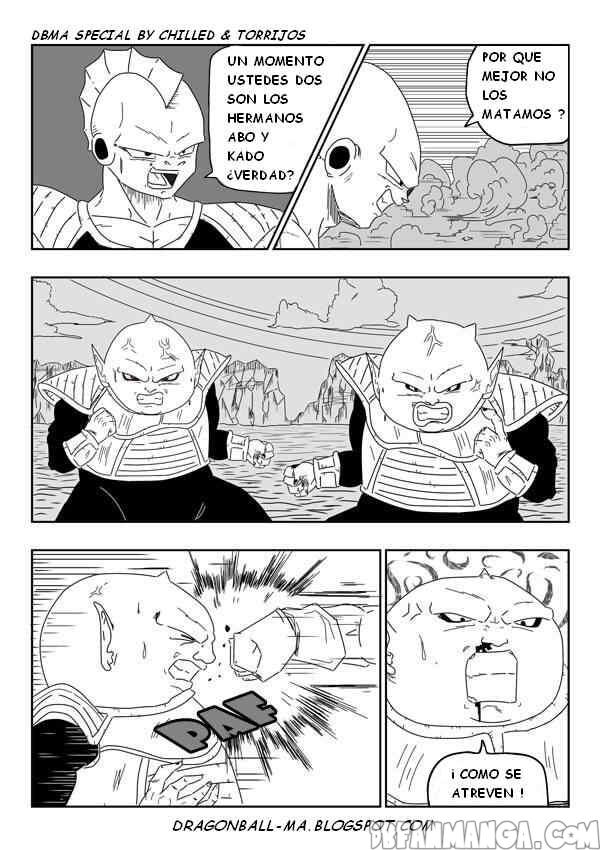 DBMA SPECIAL BY CHILLED & TORRIJOS
UN MOMENTO
USTEDES DOS
SON LOS
HERMANOS
ABO Y
KADO
¿VERDAD?
POR QUE
MEJOR NO
LOS
MATAMOS ?
PAF
¡ COMO SE
ATREVEN !
DRAGONBALL-MA.BLOGSPOT.COM
DBFANMANGA.COM